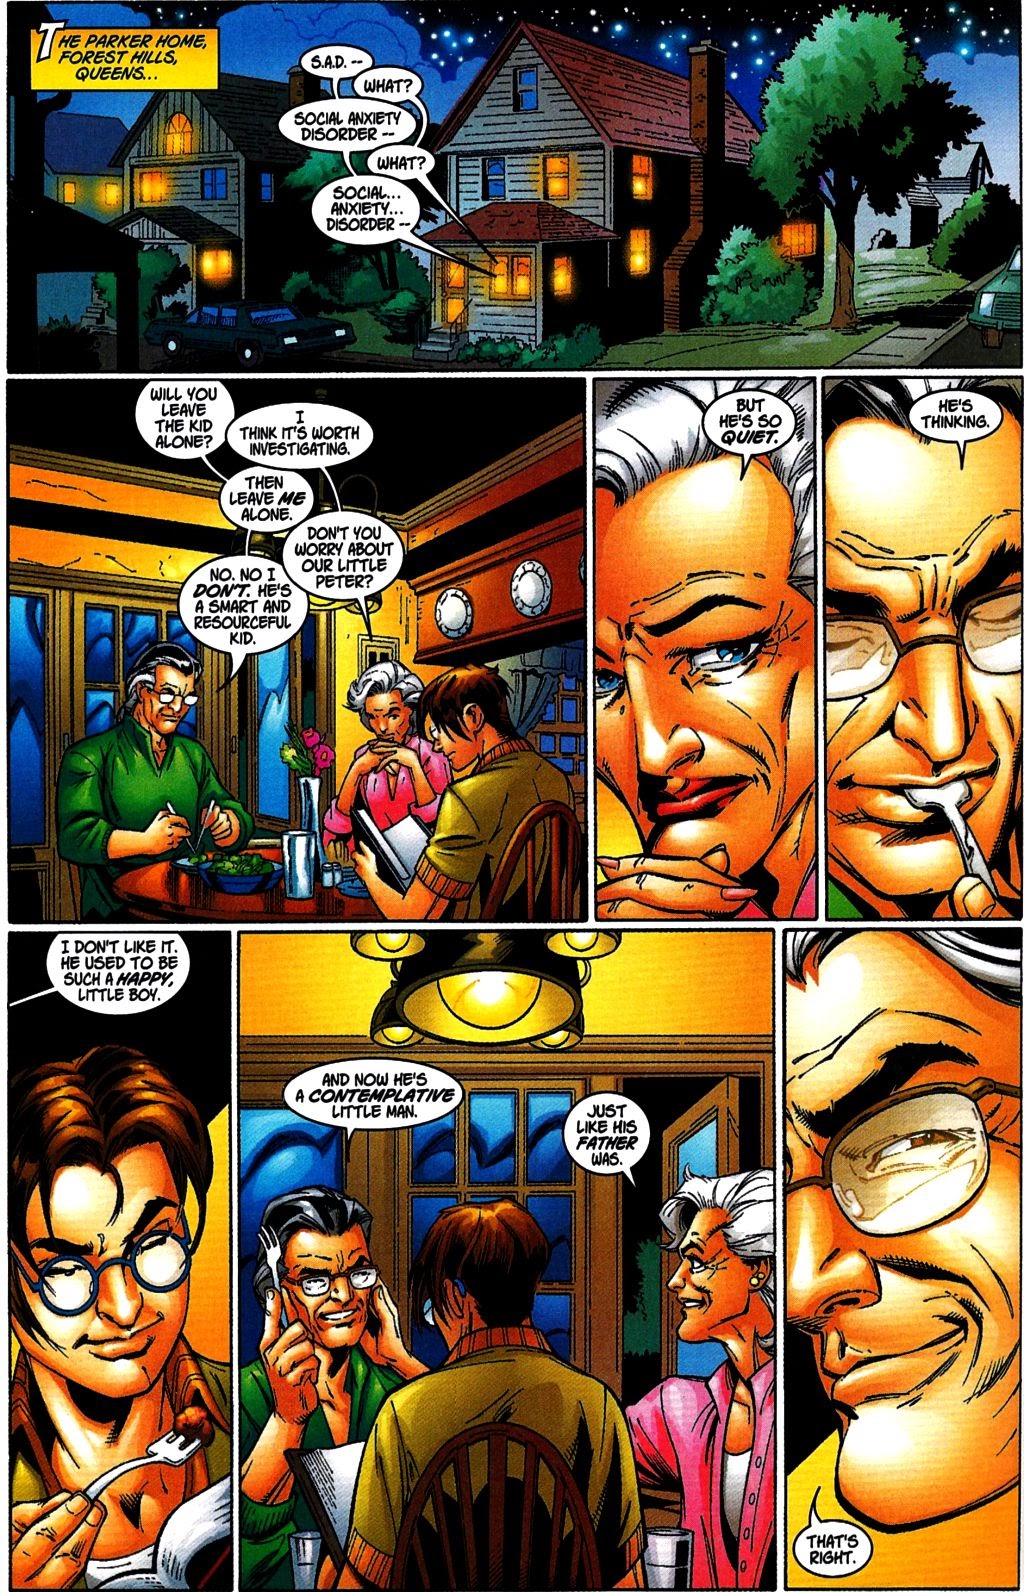 THE PARKER HOME,
FOREST HILLS,
QUEENS...
S.A.D. --
WHAT?
SOCIAL ANXIETY
DISORDER --
WHAT?
SOCIAL...
ANXIETY...
DISORDER --
WILL YOU
LEAVE
THE KID
ALONE?
I
THINK IT'S WORTH
INVESTIGATING.
THEN
LEAVE ME
ALONE.
DON'T YOU
WORRY ABOUT
OUR LITTLE
PETER?
NO. NO I
DON'T. HE'S
A SMART AND
RESOURCEFUL
KID.
BUT
HE'S SO
QUIET.
HE'S
THINKING.
I DON'T LIKE IT.
HE USED TO BE
SUCH A HAPPY,
LITTLE BOY.
AND NOW HE'S
A CONTEMPLATIVE
LITTLE MAN.
JUST
LIKE HIS
FATHER
WAS.
THAT'S
RIGHT.